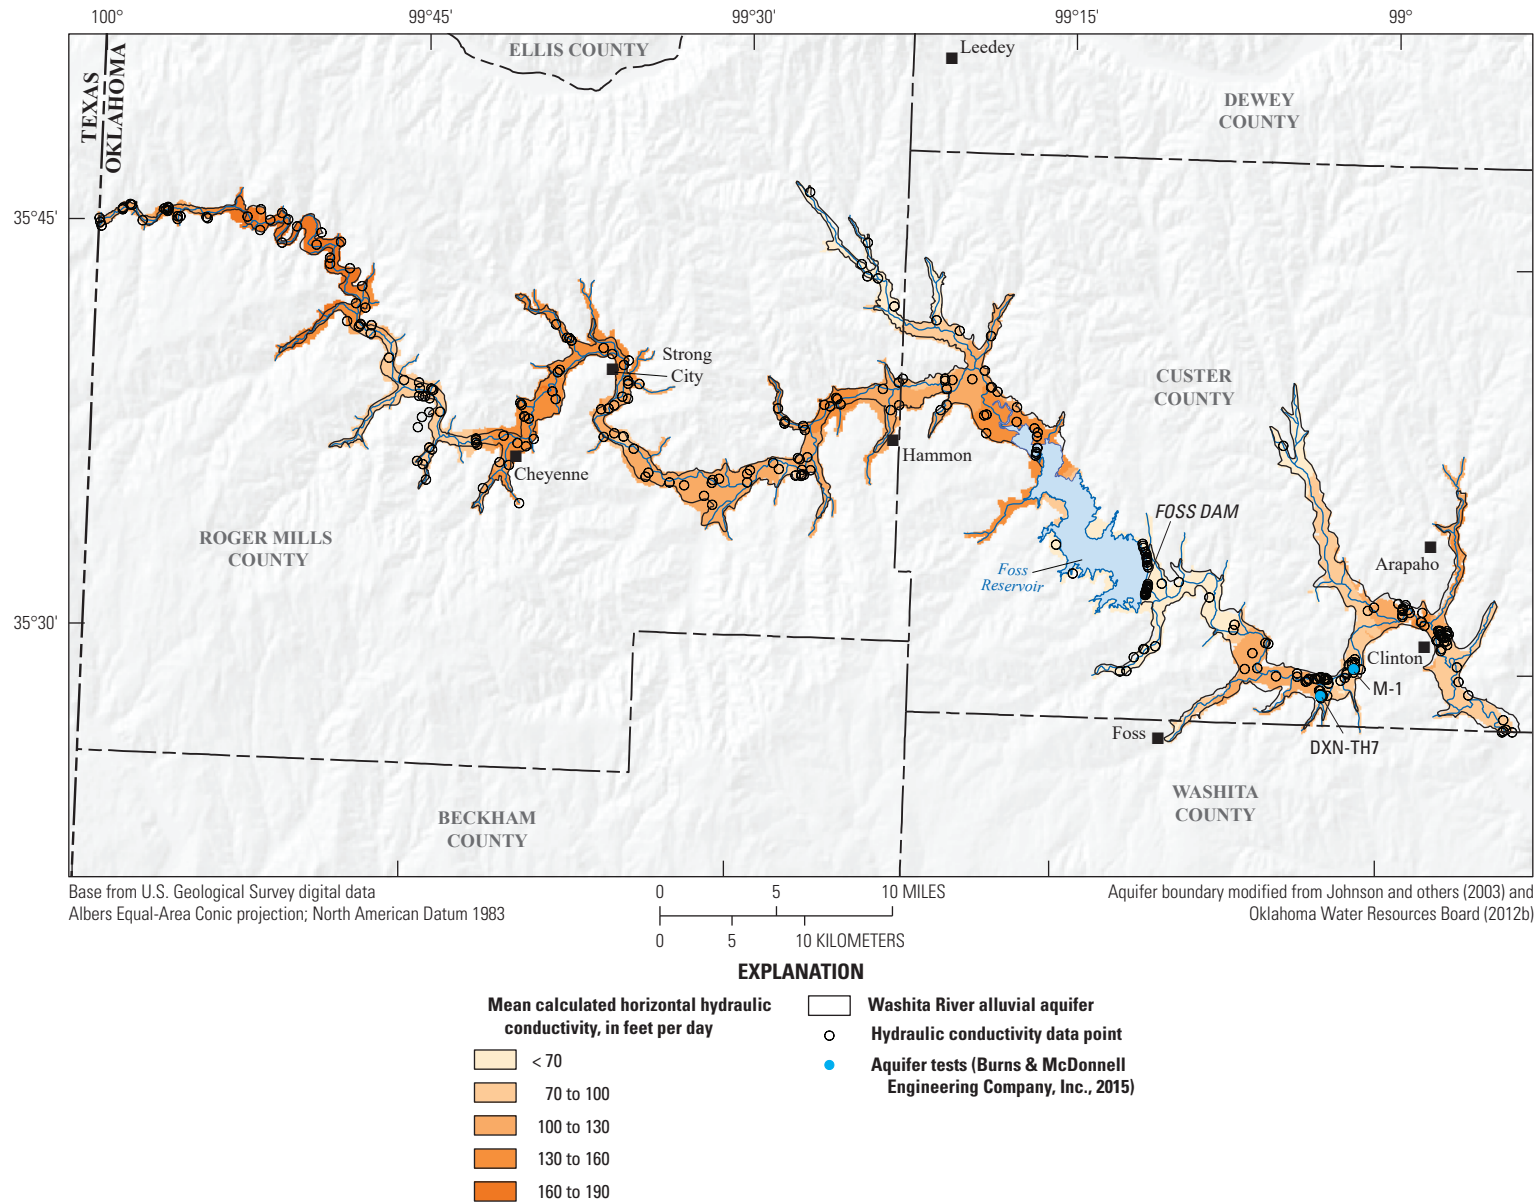 100°
99°45'
99°30'
99°15'
99°
ELLIS COUNTY
Leedey
TEXAS
OKLAHOMA
DEWEY
COUNTY
35°45'
Strong
City
CUSTER
COUNTY
Hammon
Cheyenne
FOSS DAM
ROGER MILLS
COUNTY
Arapaho
Foss
Reservoir
35°30'
Clinton
M-1
Foss
DXN-TH7
WASHITA
COUNTY
BECKHAM
COUNTY
Base from U.S. Geological Survey digital data
Albers Equal-Area Conic projection; North American Datum 1983
0 5 10 MILES
0 5 10 KILOMETERS
Aquifer boundary modified from Johnson and others (2003) and
Oklahoma Water Resources Board (2012b)
EXPLANATION
Mean calculated horizontal hydraulic
conductivity, in feet per day
< 70
70 to 100
100 to 130
130 to 160
160 to 190
Washita River alluvial aquifer
Hydraulic conductivity data point
Aquifer tests (Burns & McDonnell
Engineering Company, Inc., 2015)